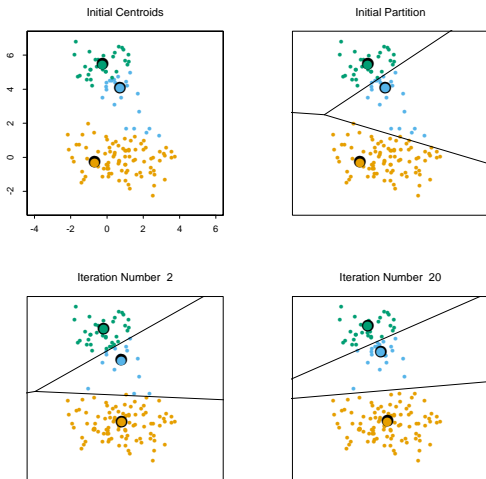 Initial Centroids
Initial Partition
6
4
2
0
-2
-4 -2 0 2 4 6
Iteration Number 2
Iteration Number 20